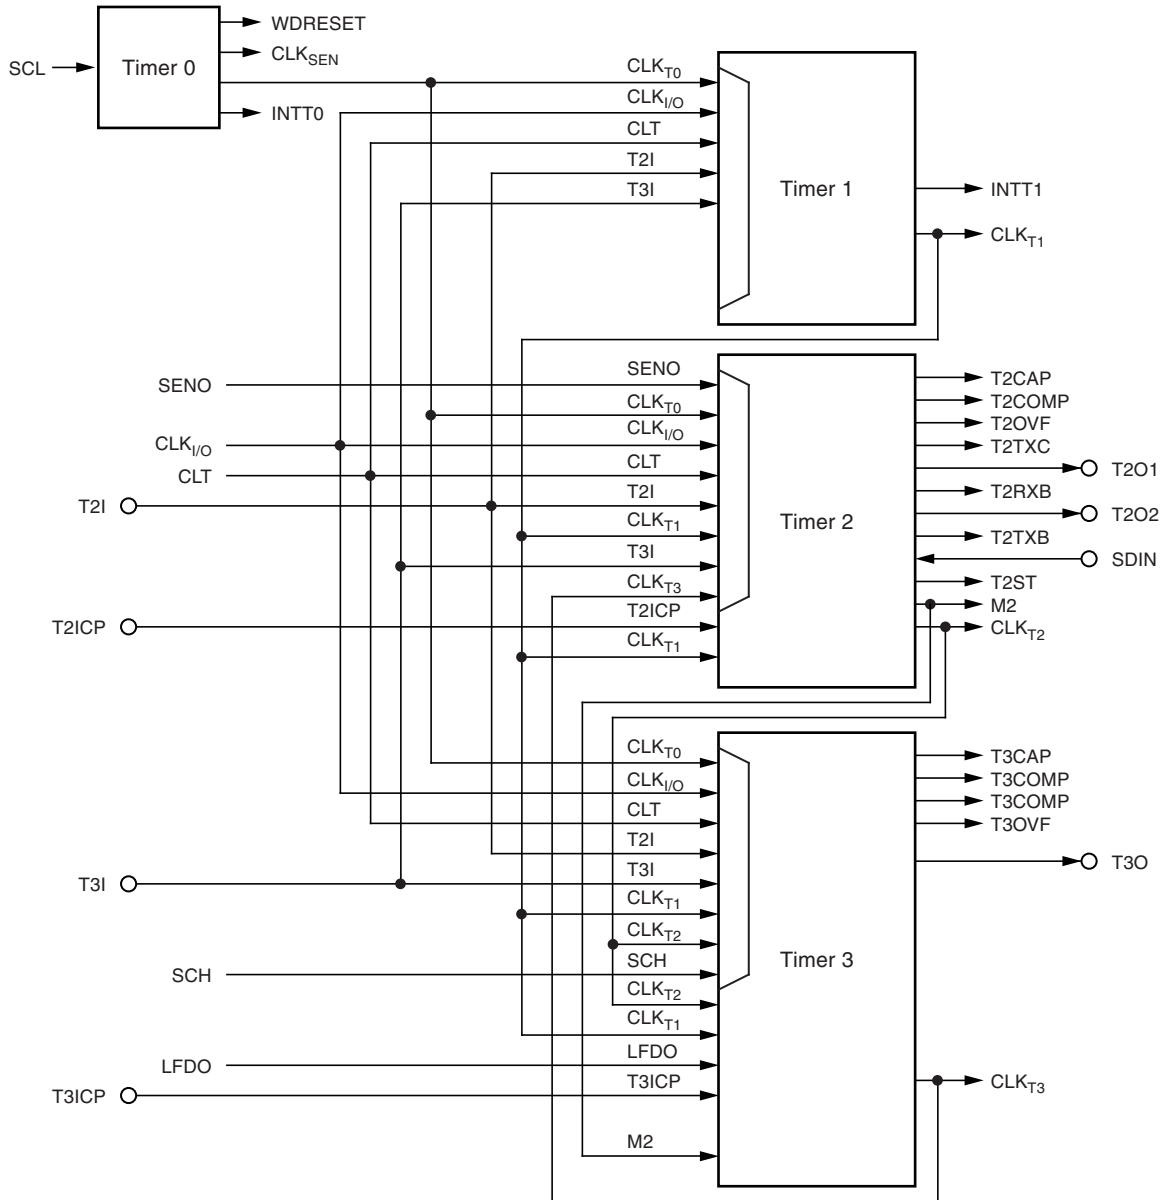 SCL
Timer 0
WDRESET
CLKSEN
INTT0
CLKT0
CLKI/O
CLT
T2I
T3I
Timer 1
INTT1
CLKT1
SENO
CLKI/O
CLT
T2I
T2ICP
SENO
CLKT0
CLKI/O
CLT
T2I
CLKT1
T3I
CLKT3
T2ICP
CLKT1
Timer 2
T2CAP
T2COMP
T2OVF
T2TXC
T2O1
T2RXB
T2O2
T2TXB
SDIN
T2ST
M2
CLKT2
T3I
SCH
LFDO
T3ICP
CLKT0
CLKI/O
CLT
T2I
T3I
CLKT1
CLKT2
SCH
CLKT2
CLKT1
LFDO
T3ICP
M2
Timer 3
T3CAP
T3COMP
T3COMP
T3OVF
T3O
CLKT3